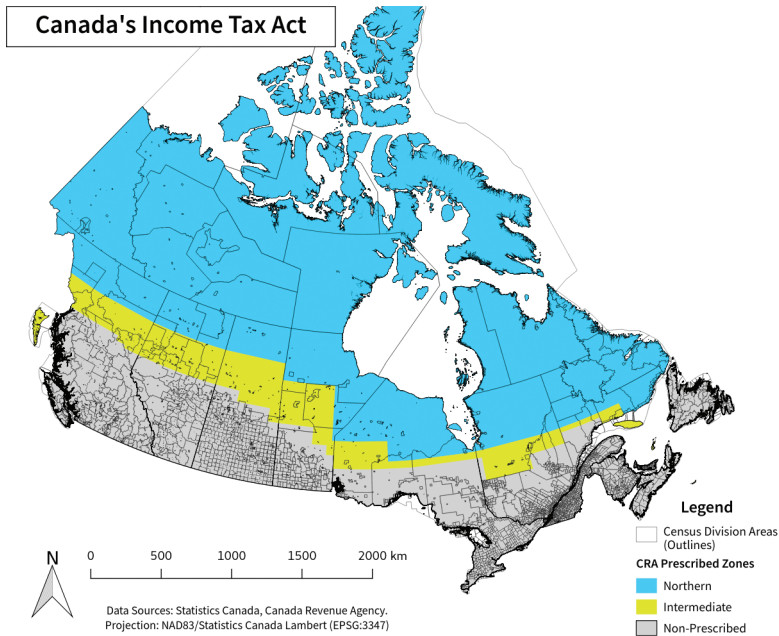 Canada's Income Tax Act
Legend
Census Division Areas
(Outlines)
CRA Prescribed Zones
Northern
Intermediate
Non-Prescribed
N
0 500 1000 1500 2000 km
Data Sources: Statistics Canada, Canada Revenue Agency.
Projection: NAD83/Statistics Canada Lambert (EPSG:3347)